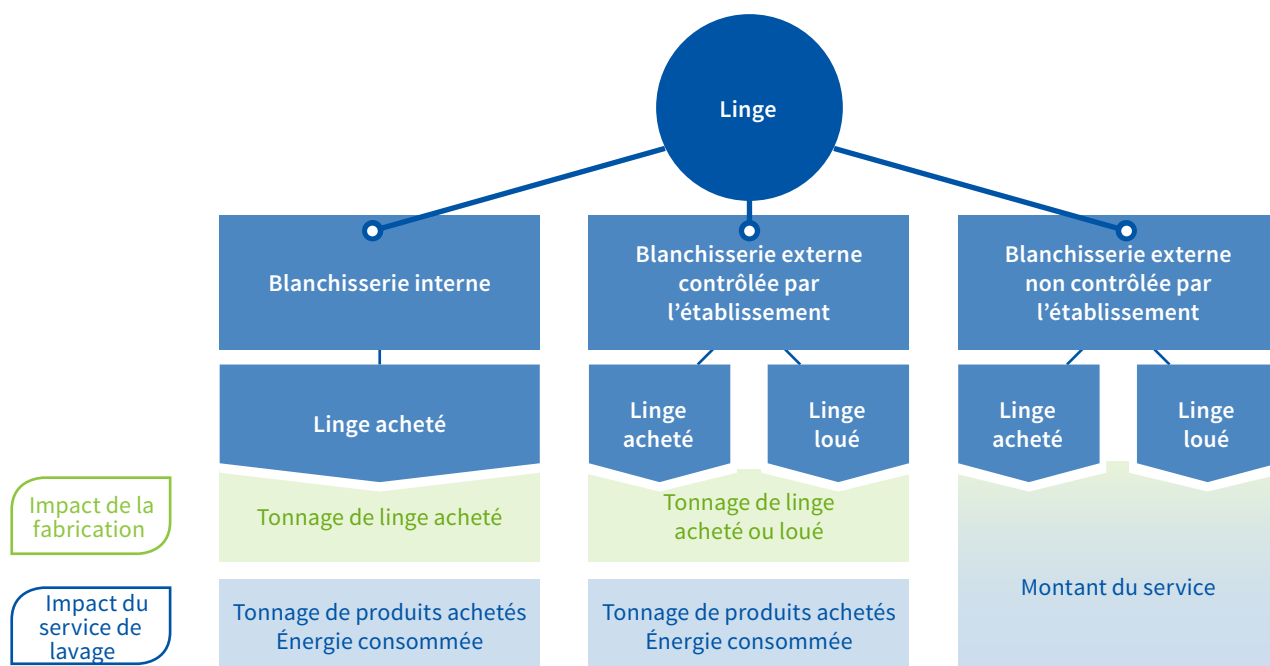 Linge
Blanchisserie interne
Blanchisserie externe
contrôlée par
l’établissement
Blanchisserie externe
non contrôlée par
l’établissement
Linge acheté
Linge
acheté
Linge
loué
Linge
acheté
Linge
loué
Impact de la
fabrication
Tonnage de linge acheté
Tonnage de linge
acheté ou loué
Montant du service
Impact du
service de
lavage
Tonnage de produits achetés
Énergie consommée
Tonnage de produits achetés
Énergie consommée